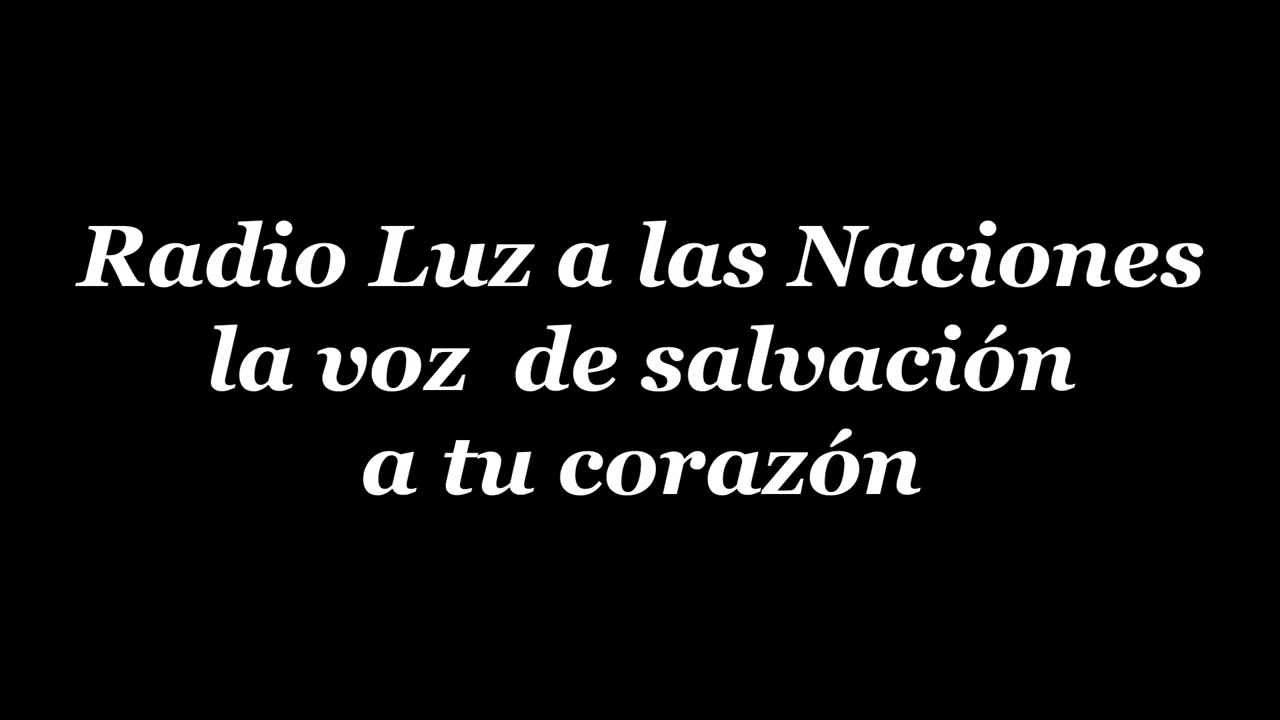 Radio Luz a las Naciones
la voz  de salvación
a tu corazón